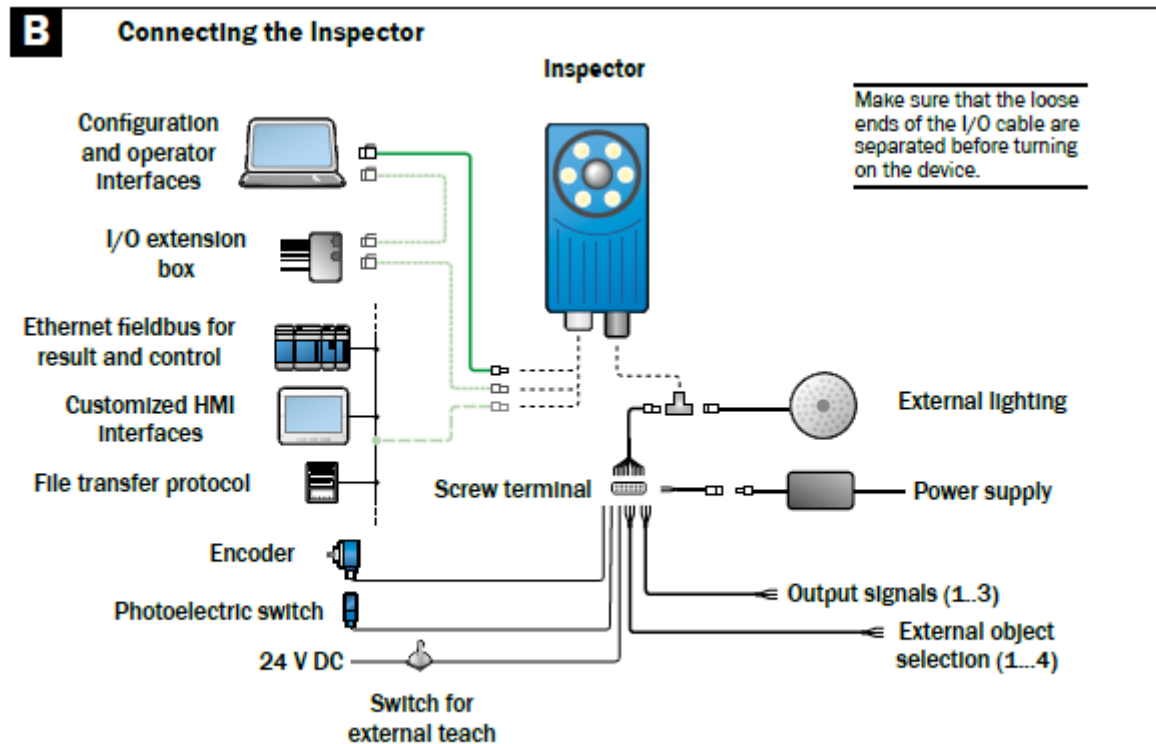 B
Connecting the Inspector
Inspector
Make sure that the loose
ends of the I/O cable are
separated before turning
on the device.
Configuration
and operator
interfaces
I/O extension
box
Ethernet fieldbus for
result and control
Customized HMI
interfaces
File transfer protocol
External lighting
Screw terminal
Power supply
Encoder
Photoelectric switch
Output signals (1..3)
External object
selection (1...4)
24 V DC
Switch for
external teach